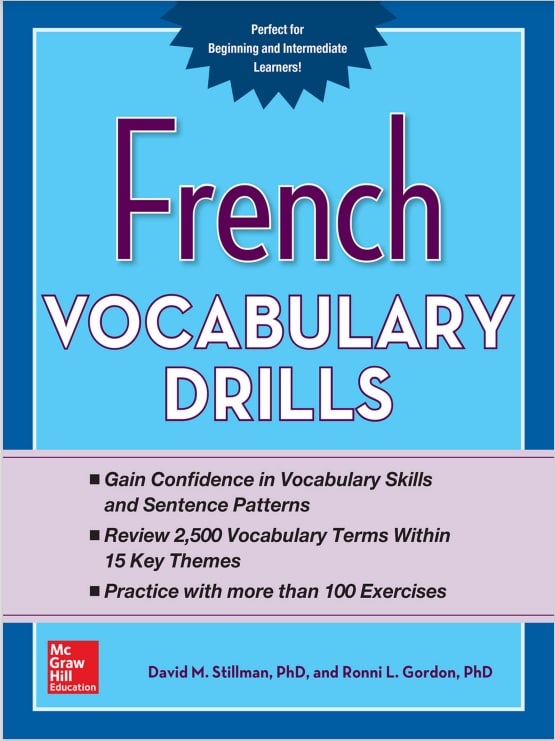 Perfect for
Beginning and Intermediate
Learners!
French
VOCABULARY
DRILLS
■ Gain Confidence in Vocabulary Skills
and Sentence Patterns
■ Review 2,500 Vocabulary Terms Within
15 Key Themes
■ Practice with more than 100 Exercises
Mc
Graw
Hill
Education
David M. Stillman, PhD, and Ronni L. Gordon, PhD